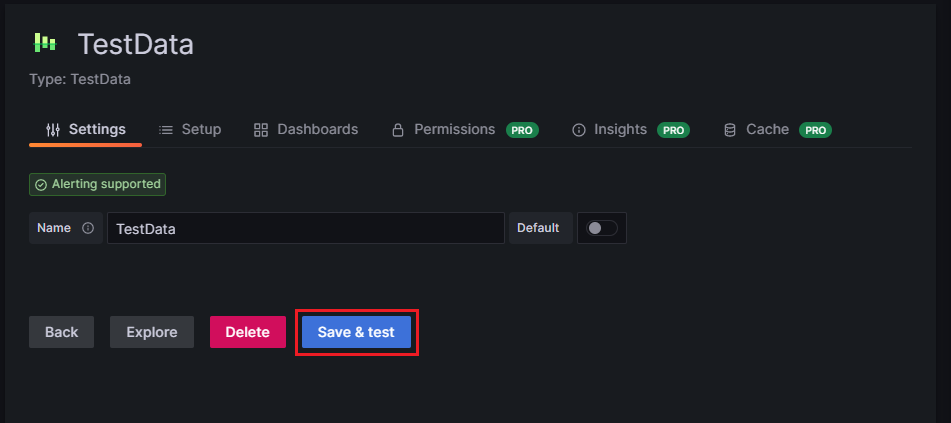 TestData
Type: TestData
Settings Setup Dashboards Permissions PRO Insights PRO Cache PRO
Alerting supported
Name TestData Default
Back Explore Delete Save & test